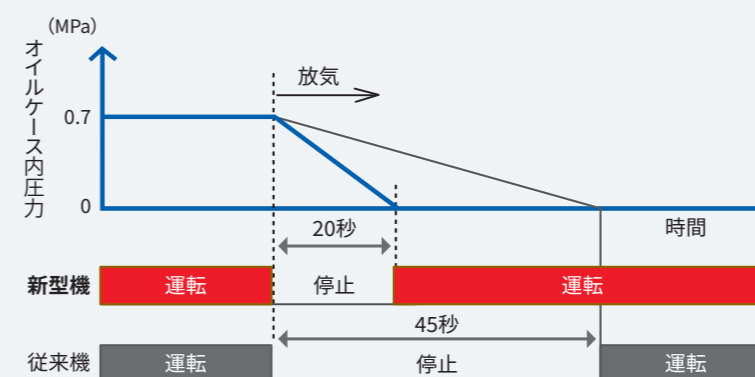 （MPa）
オイルケース内圧力
放気
0.7
0
20秒
時間
新型機
運転
停止
運転
45秒
従来機
運転
停止
運転